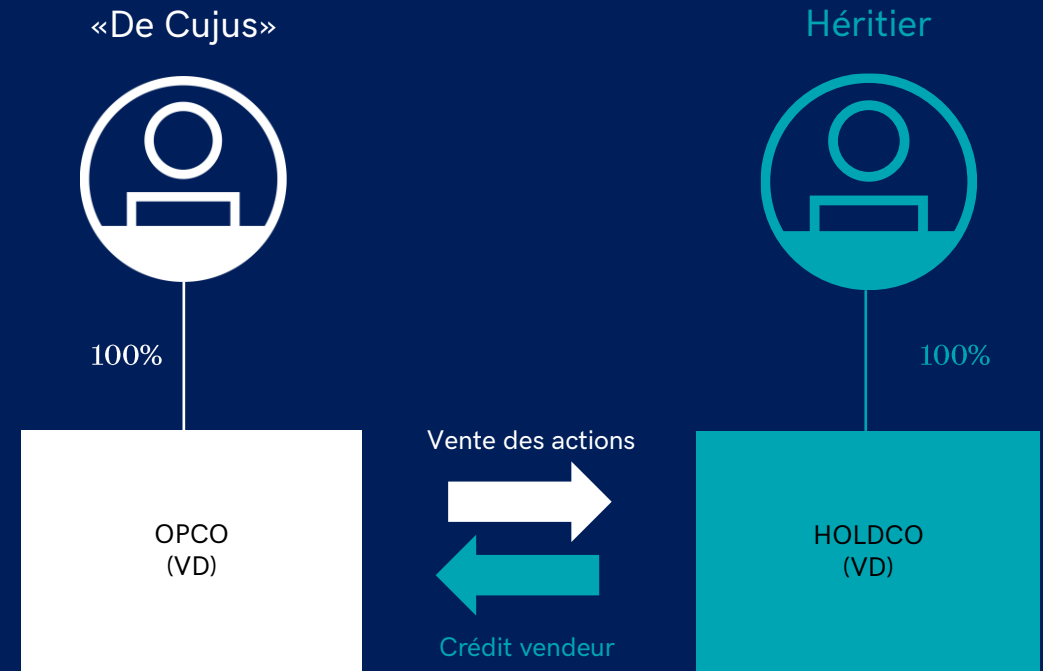 «De Cujus»
Héritier
100%
100%
Vente des actions
OPCO
(VD)
HOLDCO
(VD)
Crédit vendeur